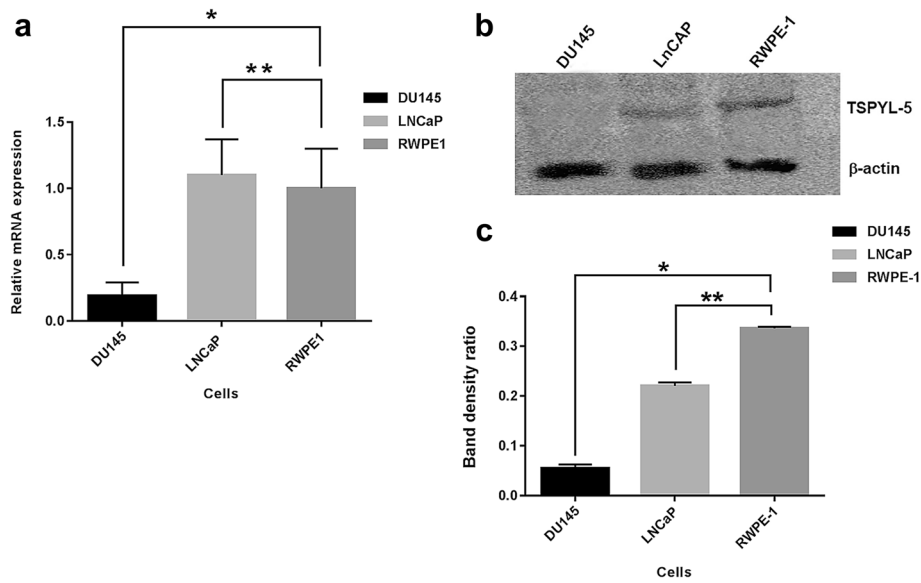 a
*
**
DU145
LNCaP
RWPE1
Relative mRNA expression
1.5
1.0
0.5
0.0
DU145
LNCaP
RWPE1
Cells
b
DU145
LnCAP
RWPE-1
TSPYL-5
β-actin
c
DU145
LNCaP
RWPE-1
*
**
Band density ratio
0.4
0.3
0.2
0.1
0.0
DU145
LNCaP
RWPE-1
Cells